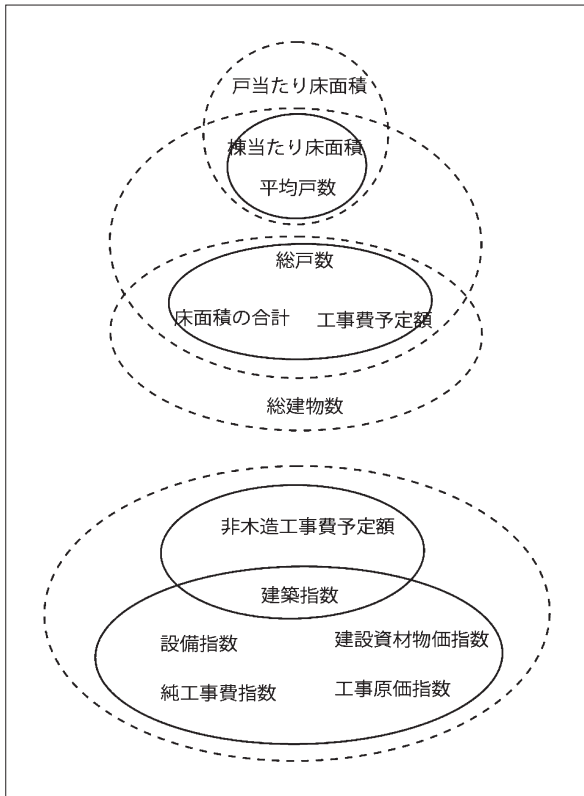 戸当たり床面積
棟当たり床面積
平均戸数
総戸数
床面積の合計
工事費予定額
総建物数
非木造工事費予定額
建築指数
設備指数
建設資材物価指数
純工事費指数
工事原価指数